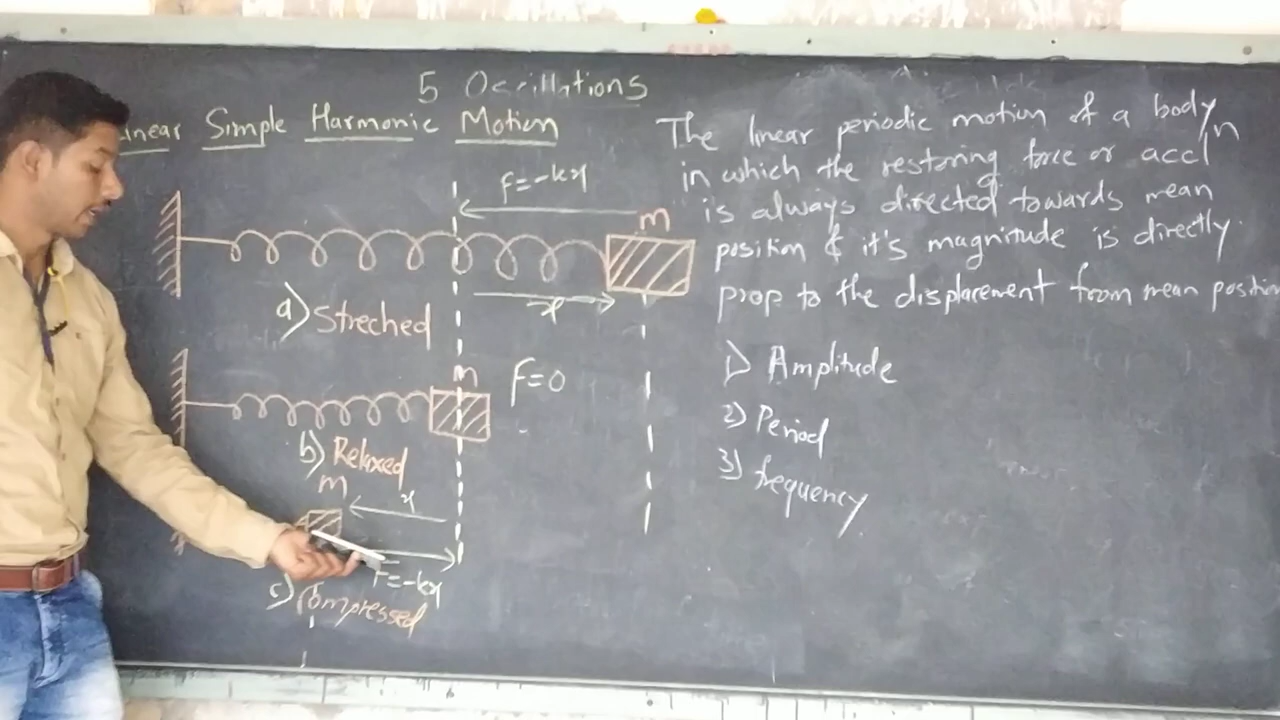 5 Oscillations
Linear Simple Harmonic Motion
F=-kx
m
x
a) Streched
m
F=0
b) Relaxed
m
x
F=-kx
c) Compressed
The linear periodic motion of a body
in which the restoring force or accln
is always directed towards mean
position & it's magnitude is directly
prop to the displacement from mean position
1) Amplitude
2) Period
3) frequency